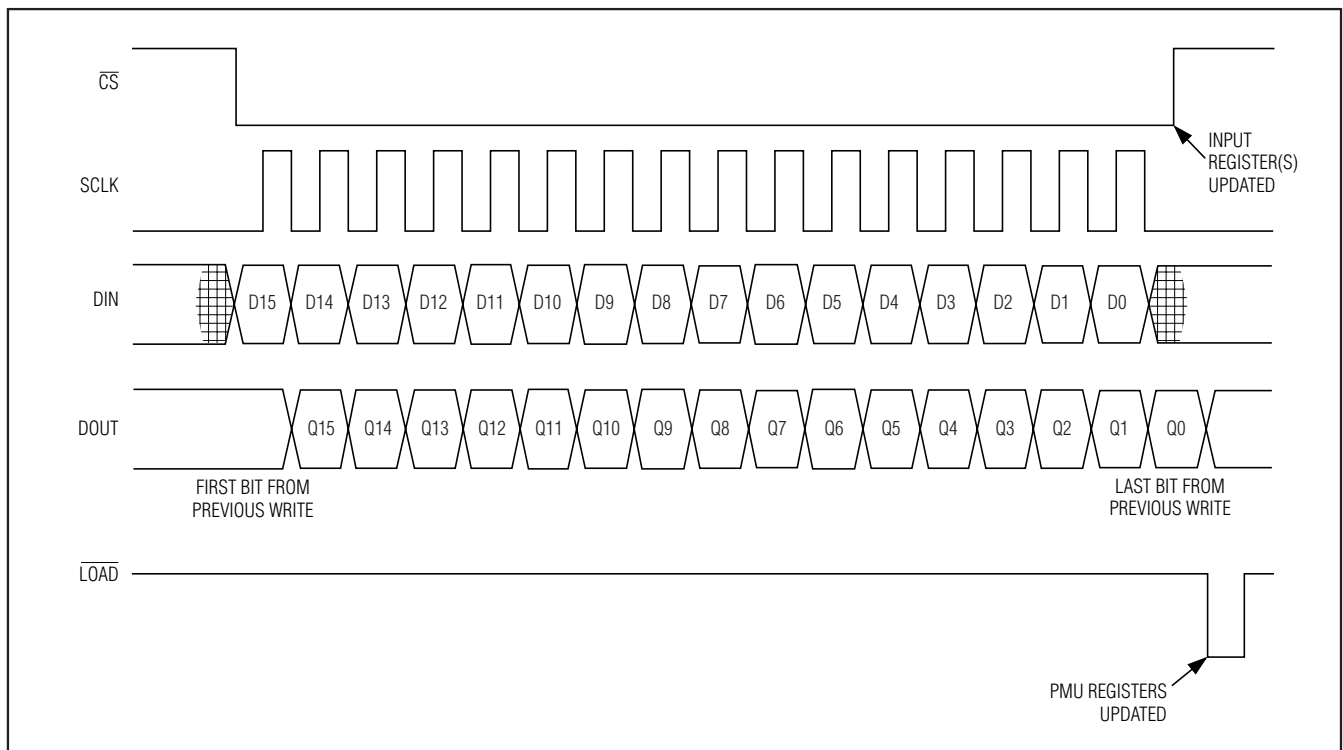 CS
INPUT
REGISTER(S)
UPDATED
SCLK
DIN
D15 D14 D13 D12 D11 D10 D9 D8 D7 D6 D5 D4 D3 D2 D1 D0
DOUT
Q15 Q14 Q13 Q12 Q11 Q10 Q9 Q8 Q7 Q6 Q5 Q4 Q3 Q2 Q1 Q0
FIRST BIT FROM
PREVIOUS WRITE
LAST BIT FROM
PREVIOUS WRITE
LOAD
PMU REGISTERS
UPDATED